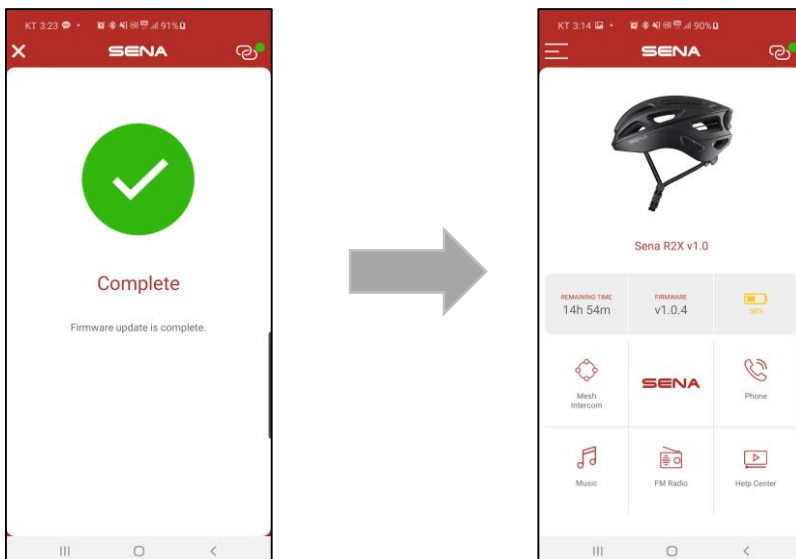 KT 3:23
91%
SENA
Complete
Firmware update is complete.
KT 3:14
90%
SENA
Sena R2X v1.0
REMAINING TIME
14h 54m
FIRMWARE
v1.0.4
58%
Mesh
Intercom
SENA
Phone
Music
FM Radio
Help Center